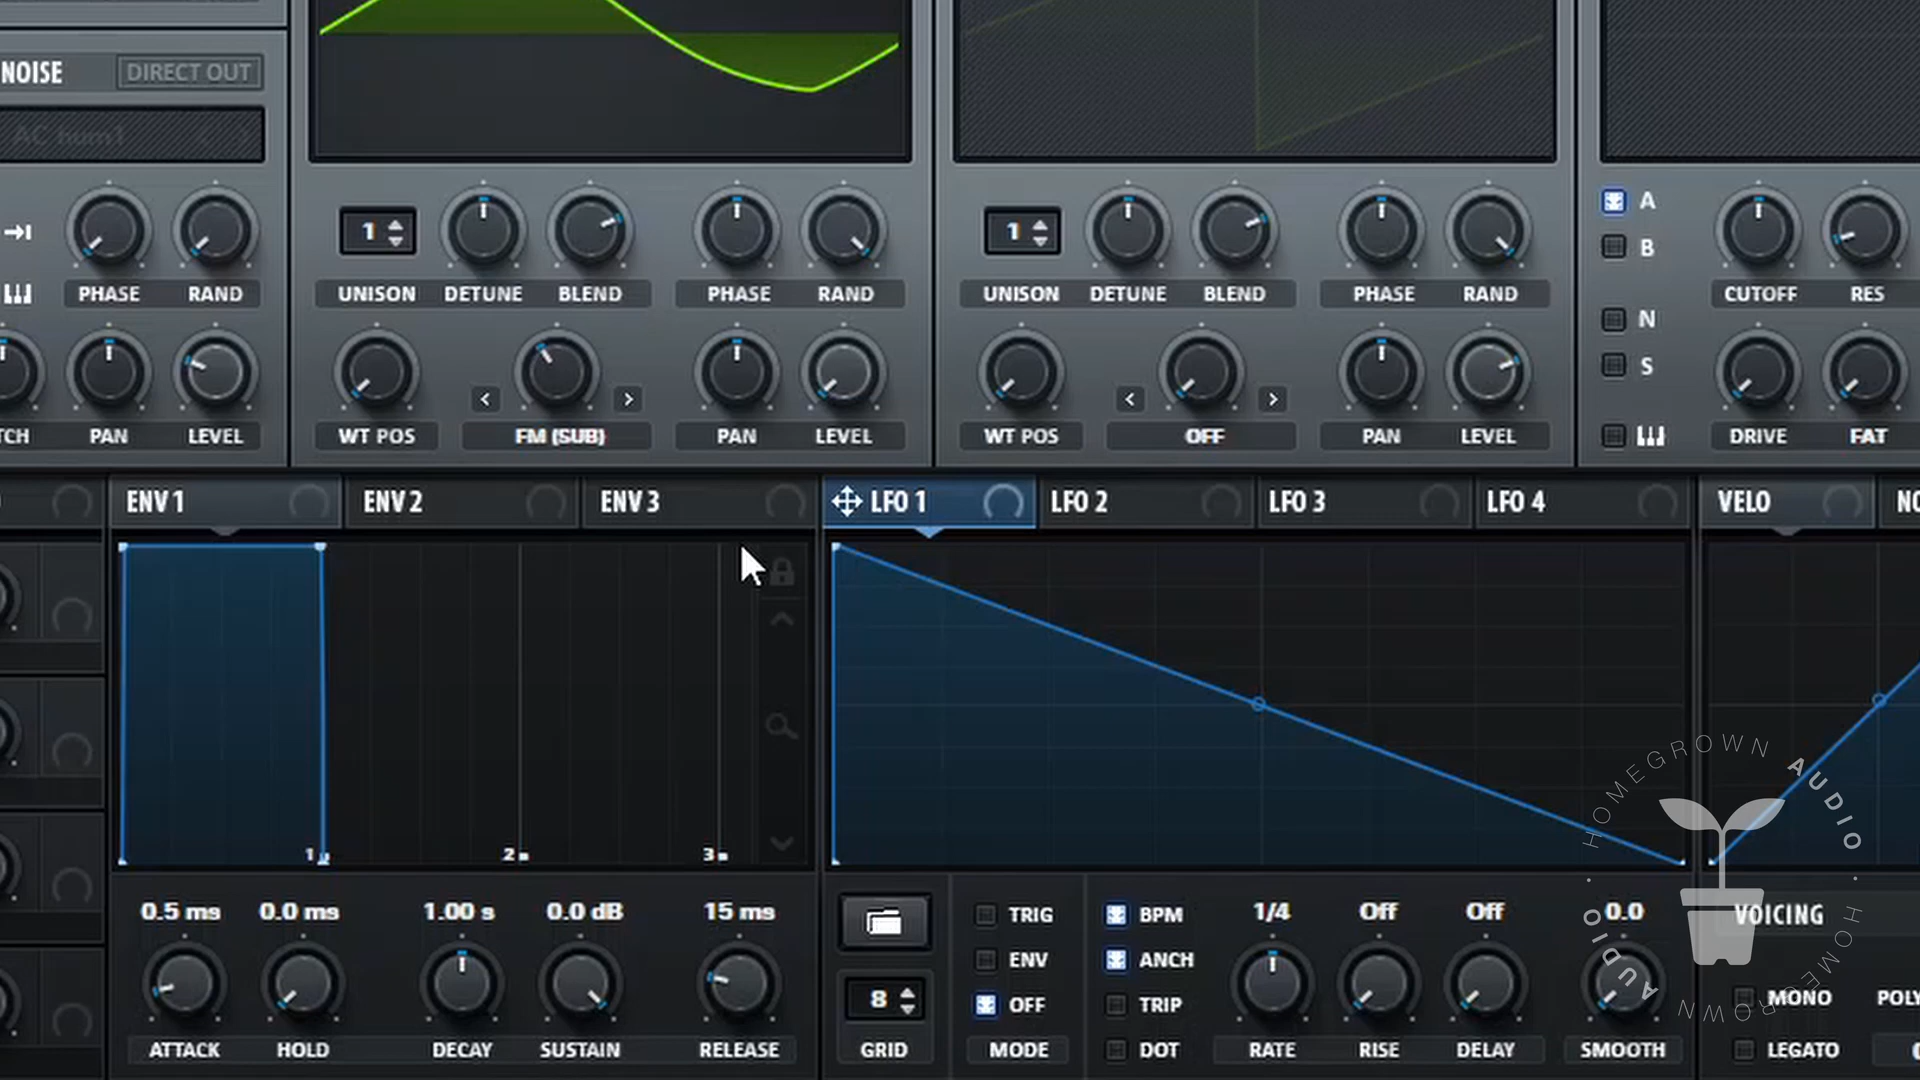 NOISE DIRECT OUT
AC hum1
PHASE RAND
UNISON DETUNE BLEND PHASE RAND
1
UNISON DETUNE BLEND PHASE RAND
1
A
B
N
S
CUTOFF RES
TCH PAN LEVEL
WT POS < FM (SUB) > PAN LEVEL
WT POS < OFF > PAN LEVEL
DRIVE FAT
ENV 1 ENV 2 ENV 3 LFO 1 LFO 2 LFO 3 LFO 4 VELO NO
1 2 3
0.5 ms 0.0 ms 1.00 s 0.0 dB 15 ms
ATTACK HOLD DECAY SUSTAIN RELEASE
8
GRID
TRIG
ENV
OFF
MODE
BPM
ANCH
TRIP
DOT
1/4 Off Off 0.0
RATE RISE DELAY SMOOTH
VOICING
MONO POLY
LEGATO
HOMEGROWN AUDIO · HOMEGROWN AUDIO ·